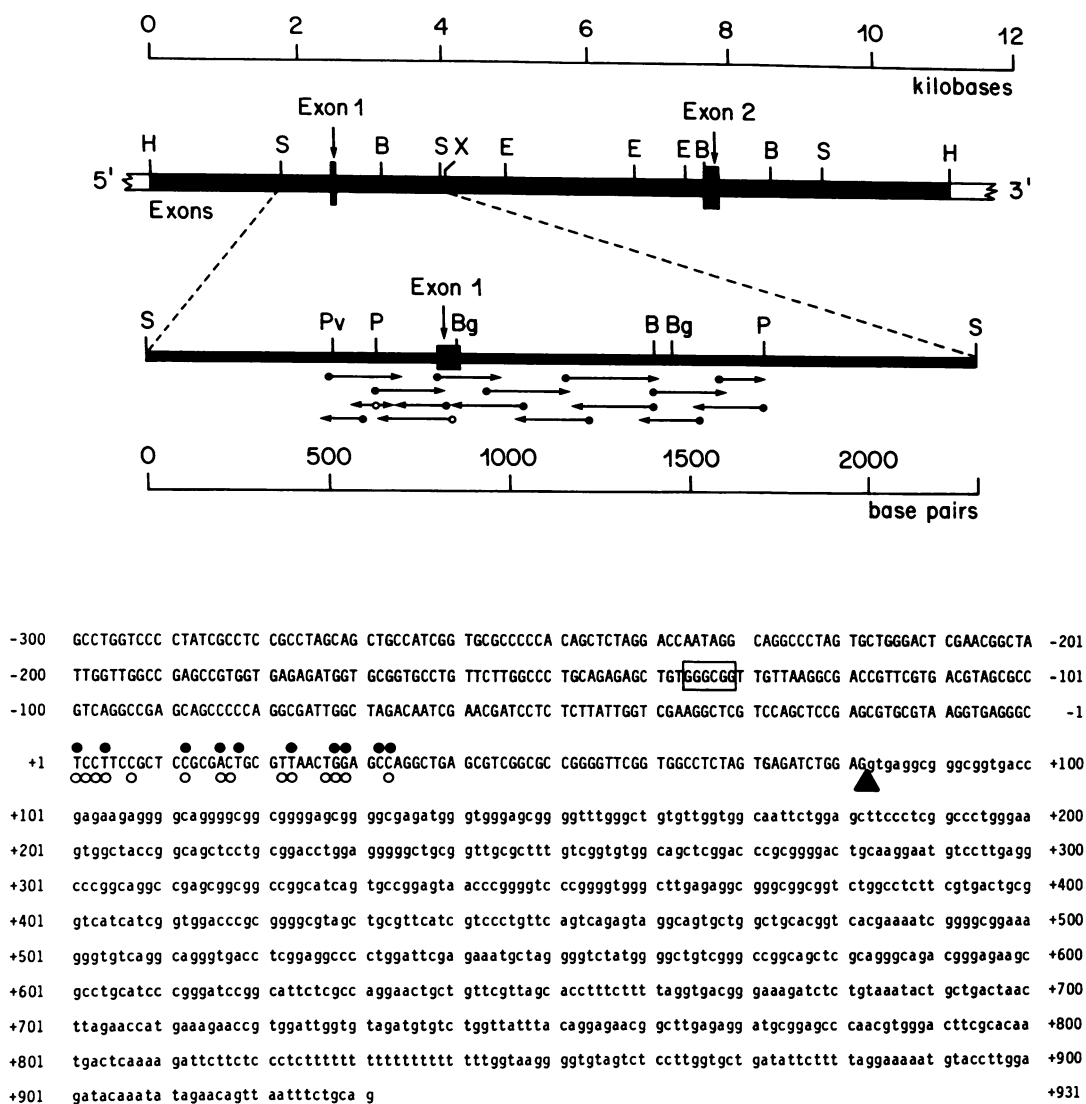 0 2 4 6 8 10 12
kilobases
Exon 1 Exon 2
H S B S X E E E B B S H
5' 3'
Exons
Exon 1
S Pv P Bg B Bg P S
0 500 1000 1500 2000
base pairs
-300 GCCTGGTCCC CTATCGCCTC CGCCTAGCAG CTGCCATCGG TGCGCCCCCA CAGCTCTAGG ACCAATAGG CAGGCCCTAG TGCTGGGACT CGAACGGCTA -201
-200 TTGGTTGGCC GAGCCGTGGT GAGAGATGGT GCGGTGCCTG TTCTTGGCCC TGCAGAGAGC TGTGGGCGGT TGTTAAGGCG ACCGTTCGTG ACGTAGCGCC -101
-100 GTCAGGCCGA GCAGCCCCCA GGCGATTGGC TAGACAATCG AACGATCCTC TCTTATTGGT CGAAGGCTCG TCCAGCTCCG AGCGTGCGTA AGGTGAGGGC -1
+1 TCCTTCCGCT CCGCGACTGC GTTAACTGGA GCCAGGCTGA GCGTCGGCGC CGGGGTTCGG TGGCCTCTAG TGAGATCTGG AGgtgaggcg ggcggtgacc +100
+101 gagaagaggg gcaggggcgg cggggagcgg ggcgagatgg gtgggagcgg gggtttgggct gtgttggtgg caattctgga gcttccctcg gccctgggaa +200
+201 gtggctaccg ggcagctcctg cggacctgga gggggctgcg gttgcgcttt gtcggtgtgg cagctcggac ccgcggggact tgcaaggaat gtccttgagg +300
+301 cccggcaggc cgagcggcgg ccggcatcag tgccggagtaa acccggggtc ccggggtggg cttgagaggc gggcggcggt ctggcctctt cgtgactgcg +400
+401 gtcatcatcg gtggacccgc ggggcgtagc tgcgttcatc gtccctgttc agtcagagta ggcagtgctg gctgcacggt cacgaaaatc ggggcggaaa +500
+501 gggtgtcagg cagggtgacc tcggaggccc ctggattcga gaaatgctag gggtctatgg ggctgtcggg ccggcagctc gcagggcaga cgggagaagc +600
+601 gcctgcatcc cgggatccgg cattctcgcc aggaactgct gttcgttagc acctttcttt taggtgacgg gaaagatctc tgtaaatact gctgactaac +700
+701 ttagaaccat gaaagaaccg tggattggtg tagatgtgtc tggttattta caggagaacg gcttgagagg atgcggagcc caacgtggga cttcgcacaa +800
+801 tgactcaaaa gattcttctc ccctttttttt tttttttttt tttggtaagg ggtgtagtct ccttggtgct gatattcttt taggaaaaat gtaccttgga +900
+901 gatacaaata tagaacagtt aatttctgca g +931